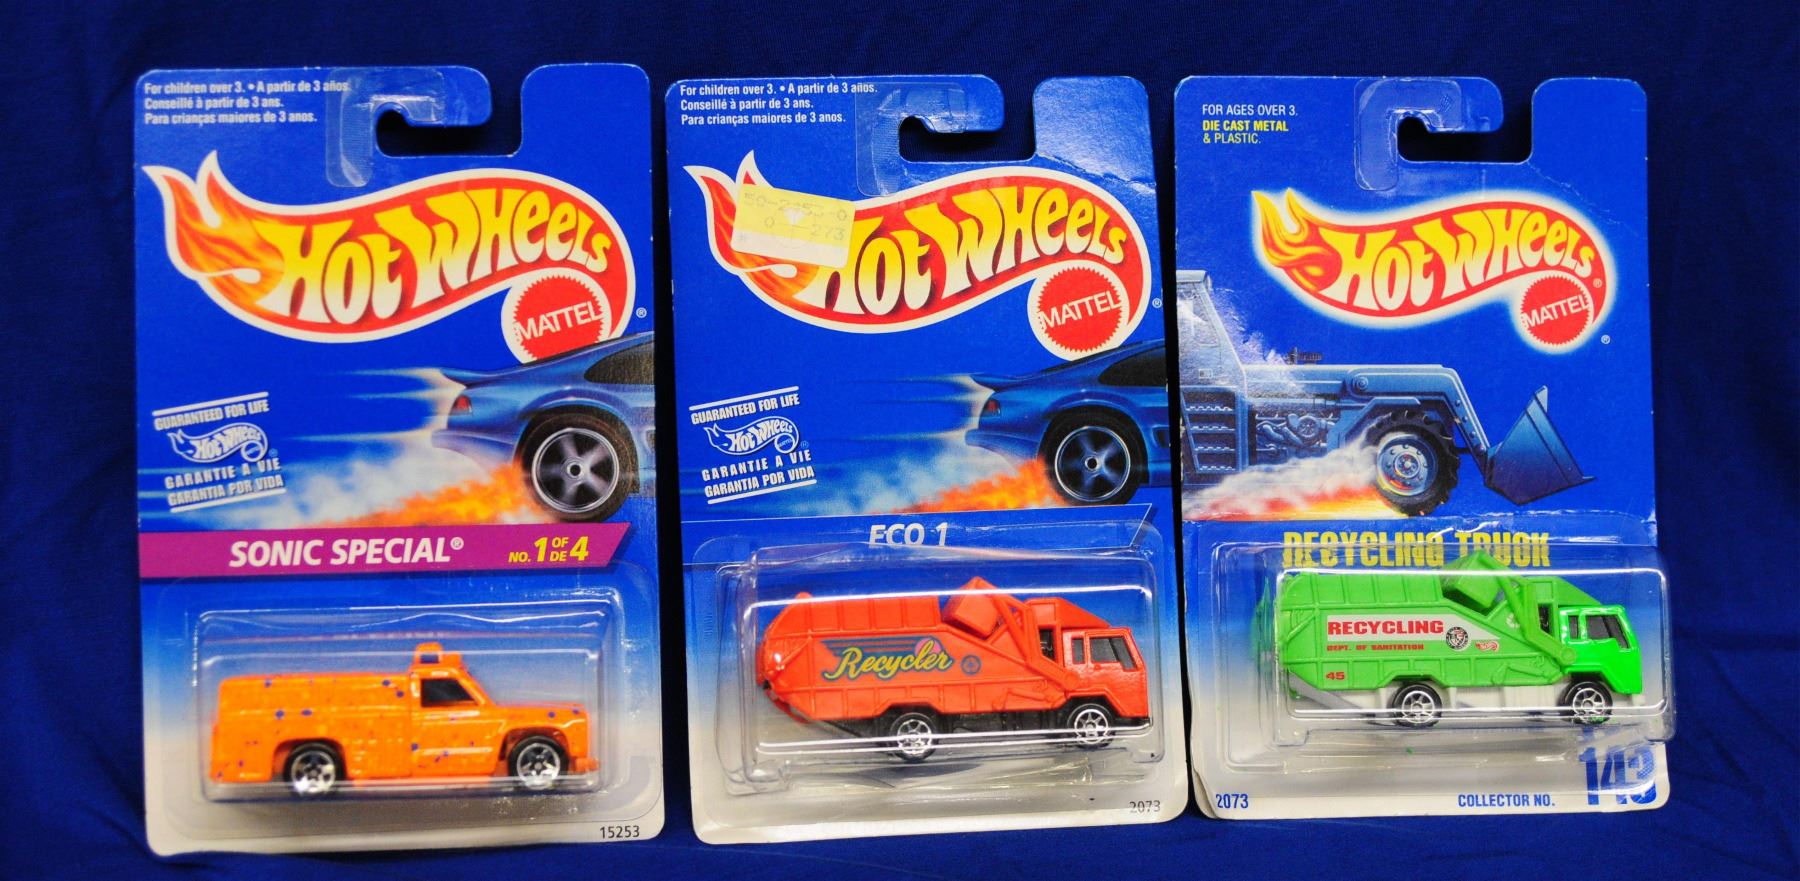 For children over 3. • A partir de 3 años.
Conseillé à partir de 3 ans.
Para crianças maiores de 3 anos.
HOT WHEELS
MATTEL
®
GUARANTEED FOR LIFE
Hot Wheels
GARANTIE A VIE
GARANTIA POR VIDA
SONIC SPECIAL®
NO. 1 OF DE 4
15253
For children over 3. • A partir de 3 años.
Conseillé à partir de 3 ans.
Para crianças maiores de 3 anos.
273
HOT WHEELS
MATTEL
®
GUARANTEED FOR LIFE
Hot Wheels
GARANTIE A VIE
GARANTIA POR VIDA
ECO 1
Recycler
2073
FOR AGES OVER 3.
DIE CAST METAL
& PLASTIC.
HOT WHEELS®
MATTEL
®
RECYCLING TRUCK
RECYCLING
DEPT. OF SANITATION
45
2073
COLLECTOR NO. 143